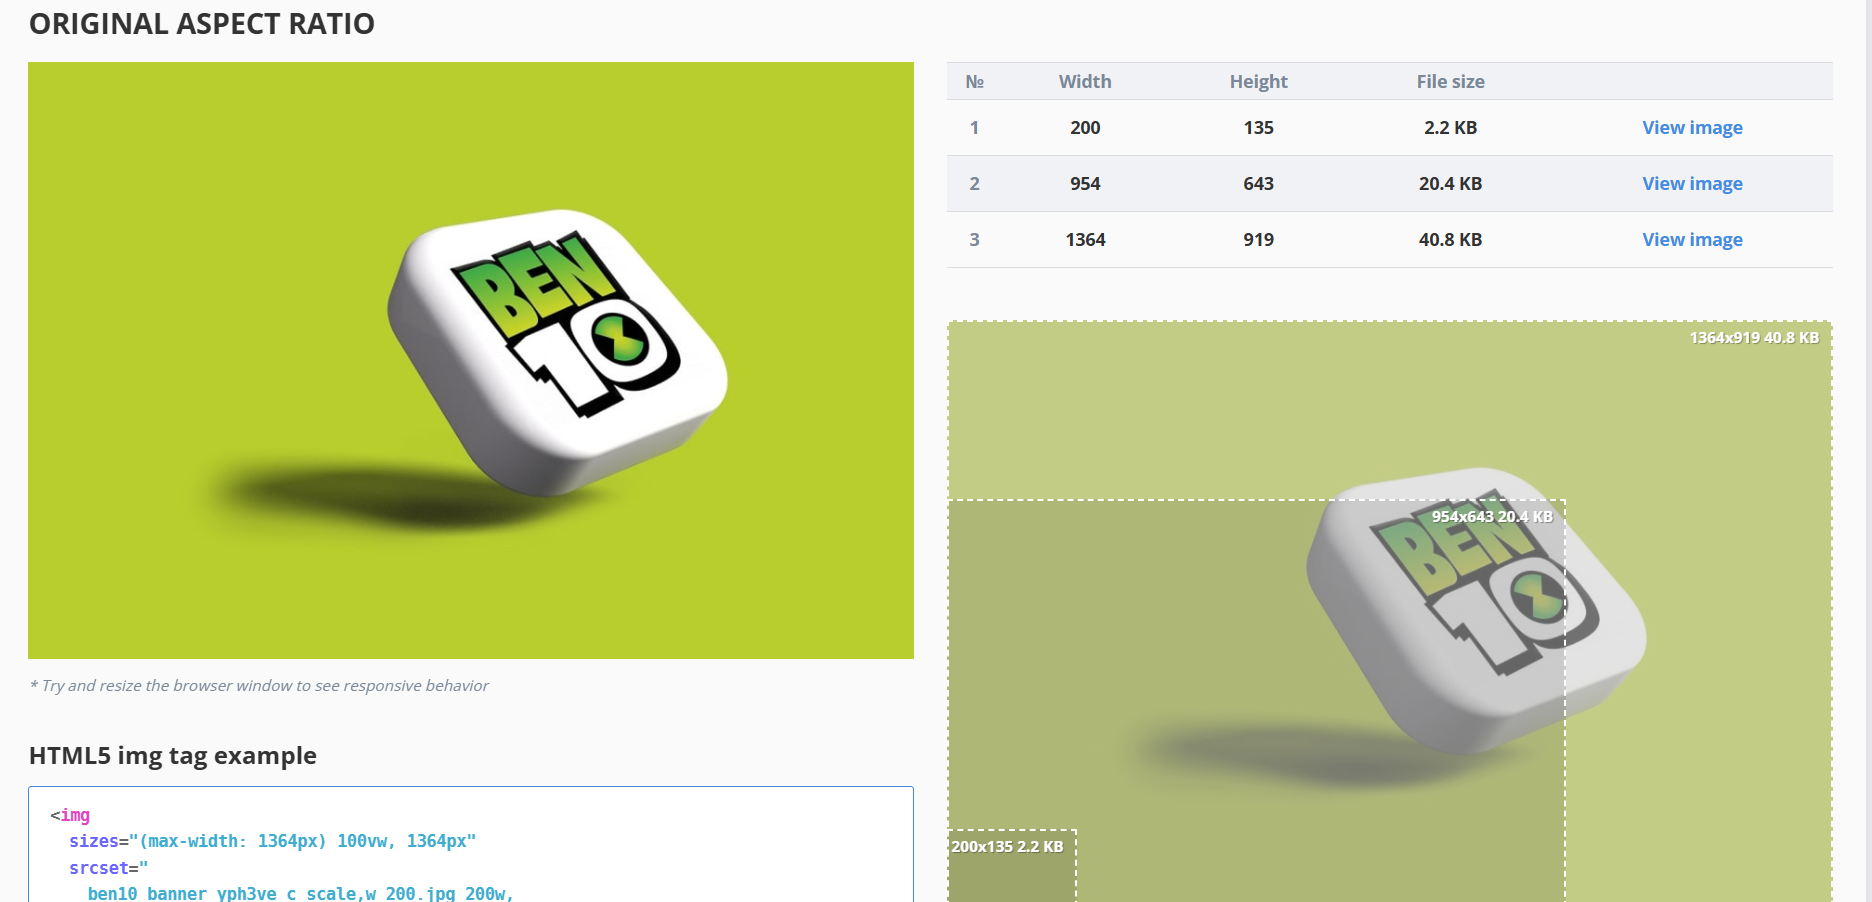 ORIGINAL ASPECT RATIO
BEN
10
* Try and resize the browser window to see responsive behavior
HTML5 img tag example
<img
sizes="(max-width: 1364px) 100vw, 1364px"
srcset="
ben10_banner_yph3ve_c_scale,w_200.jpg 200w,
№ Width Height File size
1 200 135 2.2 KB View image
2 954 643 20.4 KB View image
3 1364 919 40.8 KB View image
1364x919 40.8 KB
954x643 20.4 KB
BEN
10
200x135 2.2 KB